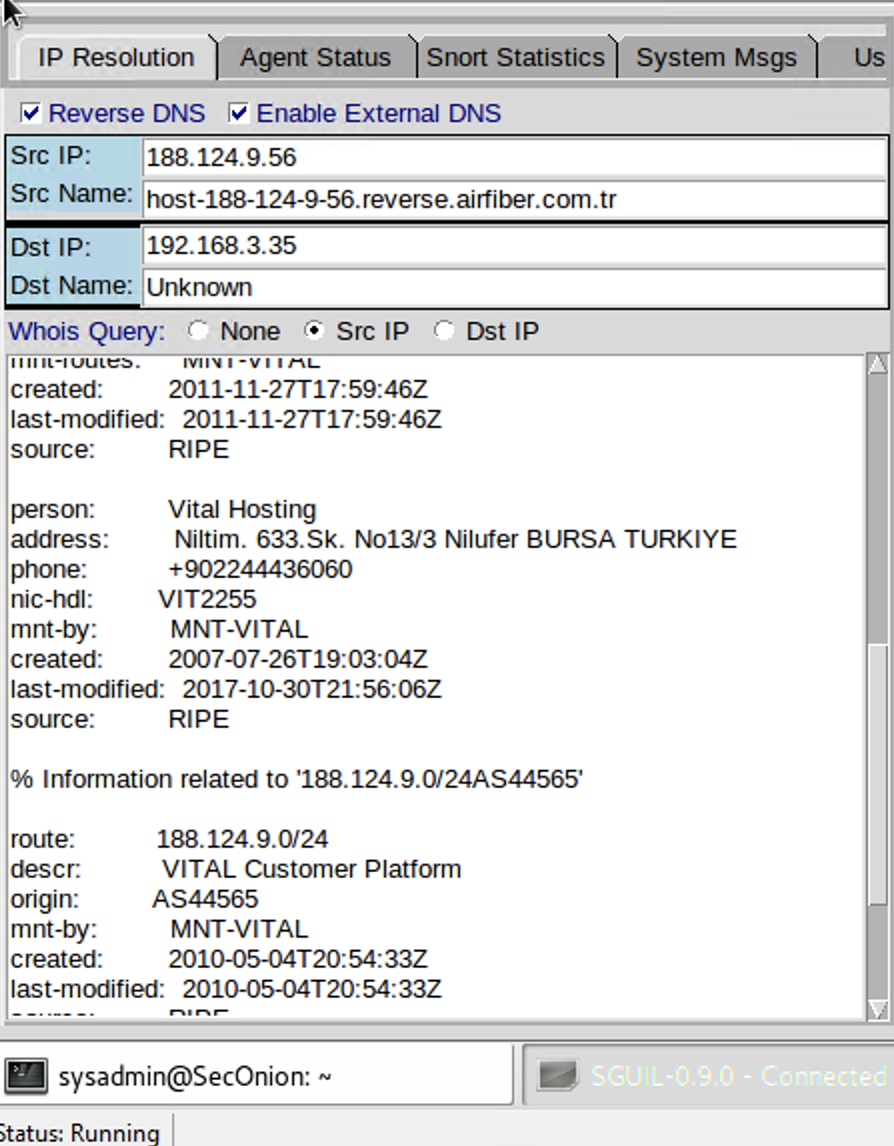 IP Resolution Agent Status Snort Statistics System Msgs Us
Reverse DNS Enable External DNS
Src IP: 188.124.9.56
Src Name: host-188-124-9-56.reverse.airfiber.com.tr
Dst IP: 192.168.3.35
Dst Name: Unknown
Whois Query: None Src IP Dst IP
mnt-routes: MNT-VITAL
created: 2011-11-27T17:59:46Z
last-modified: 2011-11-27T17:59:46Z
source: RIPE
person: Vital Hosting
address: Niltim. 633.Sk. No13/3 Nilufer BURSA TURKIYE
phone: +902244436060
nic-hdl: VIT2255
mnt-by: MNT-VITAL
created: 2007-07-26T19:03:04Z
last-modified: 2017-10-30T21:56:06Z
source: RIPE
% Information related to '188.124.9.0/24AS44565'
route: 188.124.9.0/24
descr: VITAL Customer Platform
origin: AS44565
mnt-by: MNT-VITAL
created: 2010-05-04T20:54:33Z
last-modified: 2010-05-04T20:54:33Z
source: RIPE
sysadmin@SecOnion: ~ SGUIL-0.9.0 - Connected
Status: Running